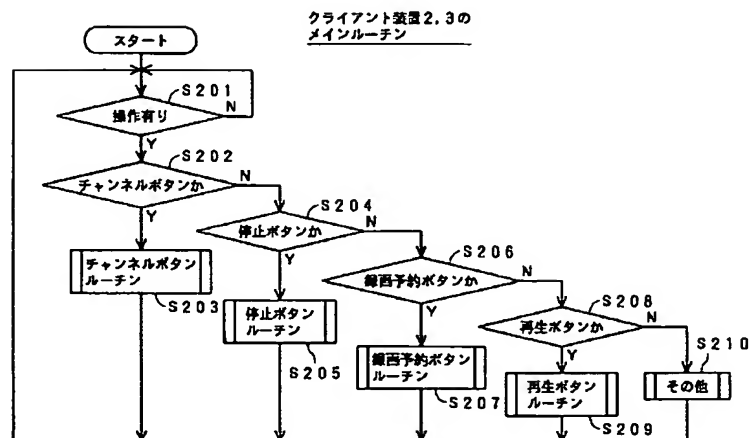 クライアント装置2,3の
メインルーチン
スタート
S201
操作有り
N
Y
S202
チャンネルボタンか
N
Y
S204
停止ボタンか
N
Y
S206
録画予約ボタンか
N
Y
S208
再生ボタンか
N
Y
S210
チャンネルボタン
ルーチン
S203
停止ボタン
ルーチン
S205
録画予約ボタン
ルーチン
S207
再生ボタン
ルーチン
S209
その他